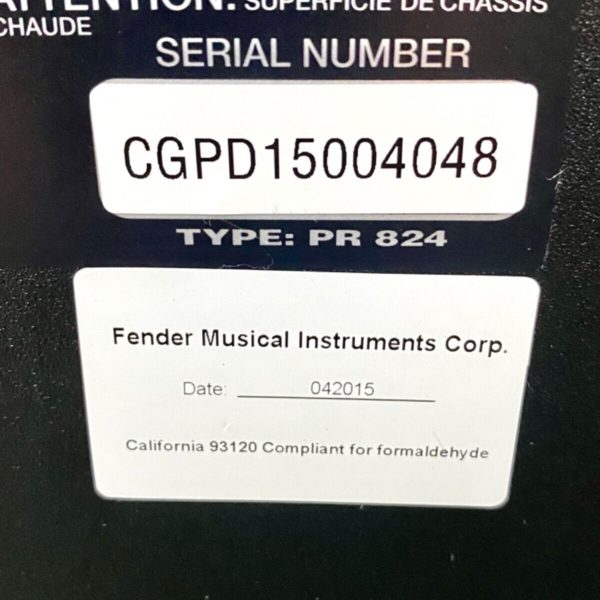 ATTENTION: SUPERFICIE DE CHASSIS
CHAUDE
SERIAL NUMBER
CGPD15004048
TYPE: PR 824
Fender Musical Instruments Corp.
Date: 042015
California 93120 Compliant for formaldehyde